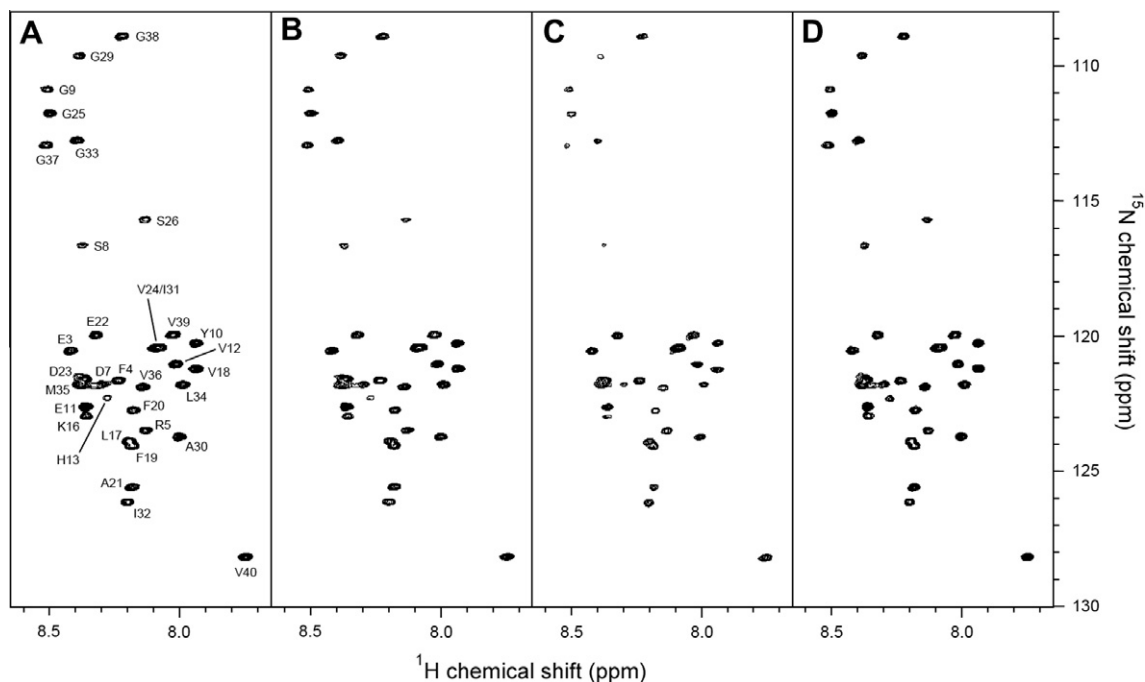 A B C D
G38
G29
G9
G25
G33
G37
S26
S8
V24/I31
E22 V39 Y10
E3 V12
D23 D7 F4 V36 V18
M35 L34
E11 F20
K16 R5
L17 A30
H13 F19
A21
I32
V40
110
115
120
125
130
15N chemical shift (ppm)
8.5 8.0 8.5 8.0 8.5 8.0 8.5 8.0
1H chemical shift (ppm)